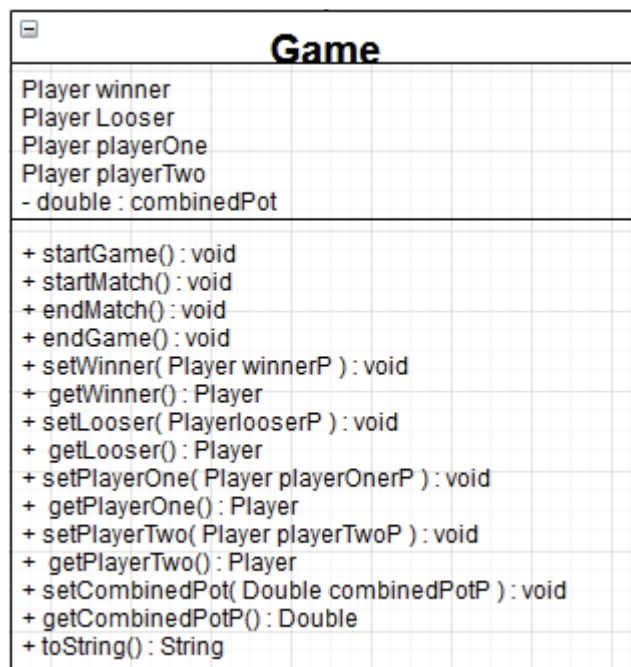 Game
Player winner
Player Looser
Player playerOne
Player playerTwo
- double : combinedPot
+ startGame() : void
+ startMatch() : void
+ endMatch() : void
+ endGame() : void
+ setWinner( Player winnerP ) : void
+ getWinner() : Player
+ setLooser( PlayerlooserP ) : void
+ getLooser() : Player
+ setPlayerOne( Player playerOnerP ) : void
+ getPlayerOne() : Player
+ setPlayerTwo( Player playerTwoP ) : void
+ getPlayerTwo() : Player
+ setCombinedPot( Double combinedPotP ) : void
+ getCombinedPotP() : Double
+ toString() : String